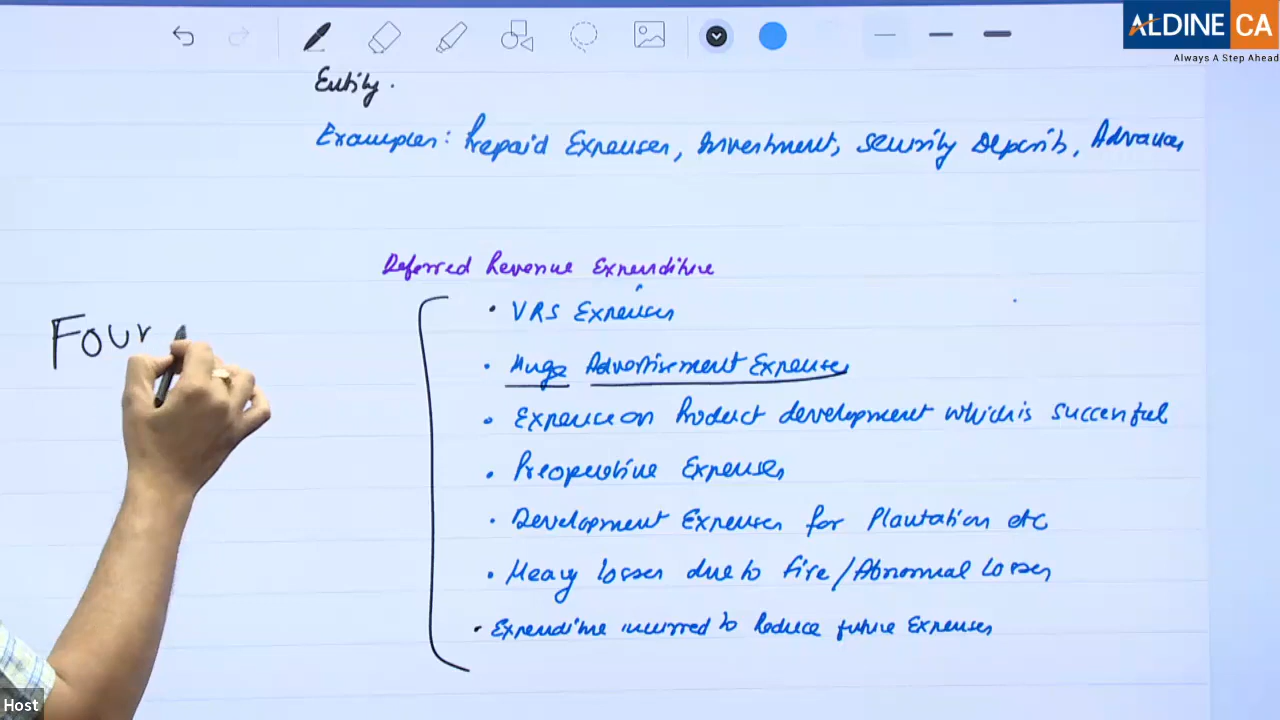 ALDINE CA
Always A Step Ahead
Entity.
Examples: Prepaid Expenses, Investment, Security Deposits, Advances
Deferred Revenue Expenditure
• VRS Expenses
• Huge Advertisement Expenses
Four
• Expense on Product development which is successful
• Preoperative Expenses
• Development Expenses for Plantation etc
• Heavy losses due to fire/Abnormal Losses
• Expenditure incurred to Reduce future Expenses
Host